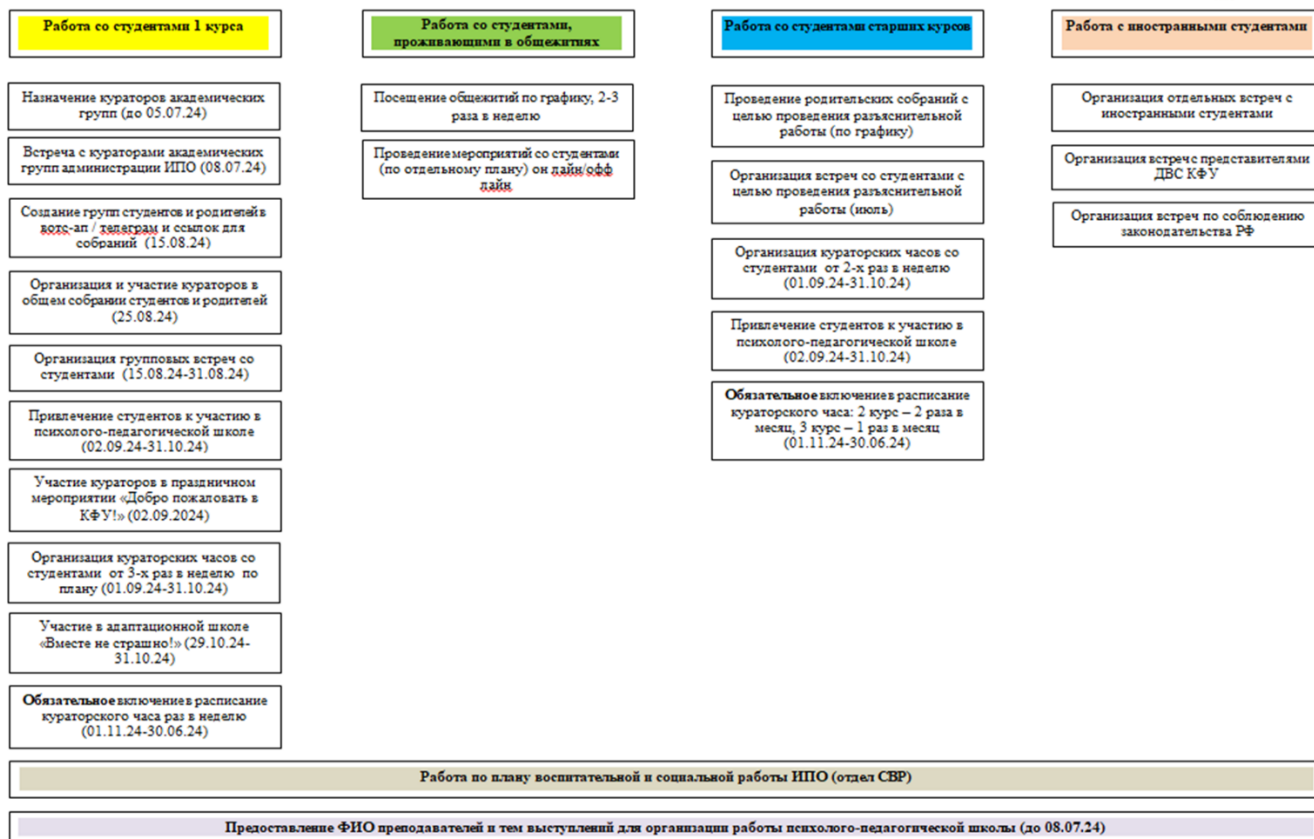 Работа со студентами 1 курса
Назначение кураторов академических
групп (до 05.07.24)
Встреча с кураторами академических
групп администрации ИПО (08.07.24)
Создание групп студентов и родителей в
вотс-ап / телеграм и ссылок для
собраний (15.08.24)
Организация и участие кураторов в
общем собрании студентов и родителей
(25.08.24)
Организация групповых встреч со
студентами (15.08.24-31.08.24)
Привлечение студентов к участию в
психолого-педагогической школе
(02.09.24-31.10.24)
Участие кураторов в праздничном
мероприятии «Добро пожаловать в
КФУ!» (02.09.2024)
Организация кураторских часов со
студентами от 3-х раз в неделю по
плану (01.09.24-31.10.24)
Участие в адаптационной школе
«Вместе не страшно!» (29.10.24-
31.10.24)
Обязательное включение в расписание
кураторского часа раз в неделю
(01.11.24-30.06.24)
Работа со студентами,
проживающими в общежитиях
Посещение общежитий по графику, 2-3
раза в неделю
Проведение мероприятий со студентами
(по отдельному плану) он лайн/офф
лайн
Работа со студентами старших курсов
Проведение родительских собраний с
целью проведения разъяснительной
работы (по графику)
Организация встреч со студентами с
целью проведения разъяснительной
работы (июль)
Организация кураторских часов со
студентами от 2-х раз в неделю
(01.09.24-31.10.24)
Привлечение студентов к участию в
психолого-педагогической школе
(02.09.24-31.10.24)
Обязательное включение в расписание
кураторского часа: 2 курс – 2 раза в
месяц, 3 курс – 1 раз в месяц
(01.11.24-30.06.24)
Работа с иностранными студентами
Организация отдельных встреч с
иностранными студентами
Организация встреч с представителями
ДВС КФУ
Организация встреч по соблюдению
законодательства РФ
Работа по плану воспитательной и социальной работы ИПО (отдел СВР)
Предоставление ФИО преподавателей и тем выступлений для организации работы психолого-педагогической школы (до 08.07.24)